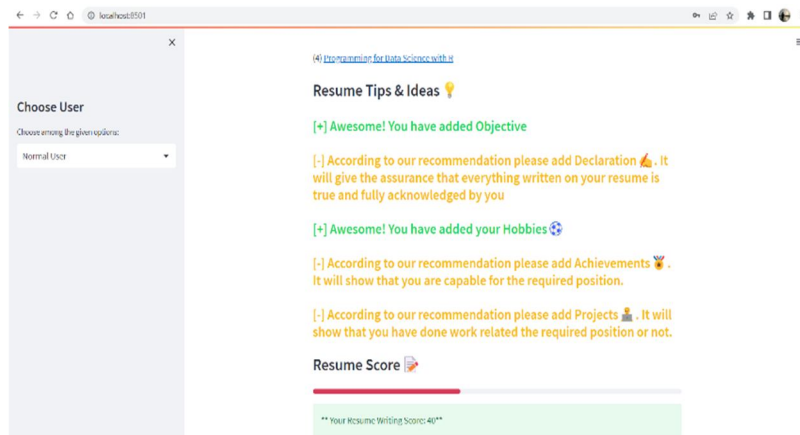 localhost:8501
(4) Programming for Data Science with R
Resume Tips & Ideas
Choose User
[+] Awesome! You have added Objective
Choose among the given options:
Normal User
[-] According to our recommendation please add Declaration . It
will give the assurance that everything written on your resume is
true and fully acknowledged by you
[+] Awesome! You have added your Hobbies
[-] According to our recommendation please add Achievements .
It will show that you are capable for the required position.
[-] According to our recommendation please add Projects . It will
show that you have done work related the required position or not.
Resume Score
** Your Resume Writing Score: 40**